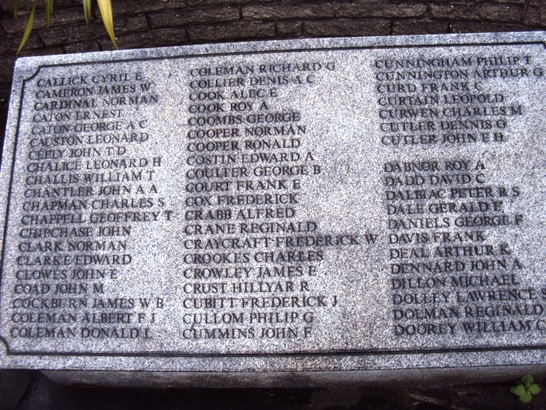 CALLICK CYRIL E
CAMERON JAMES W
CARDINAL NORMAN
CATON ERNEST
CATON GEORGE A C
CAUSTON LEONARD
CEELY JOHN T D
CHALICE LEONARD H
CHALLIS WILLIAM T
CHANTLER JOHN A A
CHAPMAN CHARLES S
CHAPPELL GEOFFREY T
CHIPCHASE JOHN
CLARK NORMAN
CLARKE EDWARD
CLOWES JOHN E
COAD JOHN M
COCKBURN JAMES W B
COLEMAN ALBERT F J
COLEMAN DONALD L
COLEMAN RICHARD G
COLLIER DENIS A C
COOK ALEC E
COOK ROY A
COOMBS GEORGE
COOPER NORMAN
COOPER RONALD
COSTIN EDWARD A
COULTER GEORGE B
COURT FRANK E
COX FREDERICK
CRABB ALFRED
CRANE REGINALD
CRAYCRAFT FREDERICK W
CROOKES CHARLES
CROWLEY JAMES E
CRUST HILLYAR R
CUBITT FREDERICK J
CULLOM PHILIP G
CUMMINS JOHN F
CUNNINGHAM PHILIP T
CUNNINGTON ARTHUR G
CURD FRANK C
CURTAIN LEOPOLD
CURWEN CHARLES M
CUTLER DENNIS G
CUTLER JOHN E H
DABNOR ROY A
DADD DAVID C
DALBIAC PETER B S
DALE GERALD E
DANIELS GEORGE F
DAVIS FRANK
DEAL ARTHUR K
DENNARD JOHN A
DILLON MICHAEL
DOLLEY LAWRENCE S
DOLMAN REGINALD
DOOREY WILLIAM C